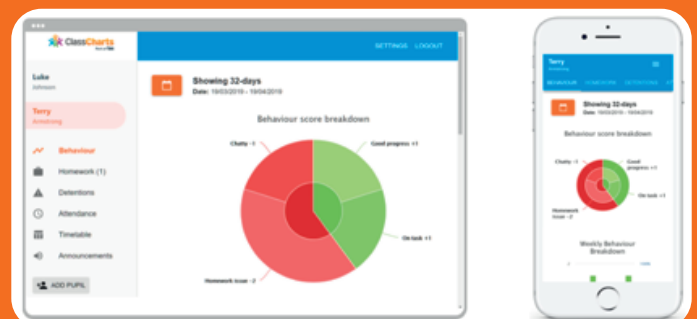 ClassCharts
SETTINGS LOGOUT
Luke
Johnson
Terry
Armstrong
Behaviour
Homework (1)
Detentions
Attendance
Timetable
Announcements
ADD PUPIL
Showing 32-days
Date: 19/03/2019 - 19/04/2019
Behaviour score breakdown
Chatty -1
Good progress +1
On task +1
Homework issue -2
Terry
Armstrong
BEHAVIOUR HOMEWORK DETENTIONS
Showing 32-days
Date: 19/03/2019 - 19/04/2019
Behaviour score breakdown
Chatty -1
Good
progress +1
On task +1
Homework
issue -2
Weekly Behaviour
Breakdown